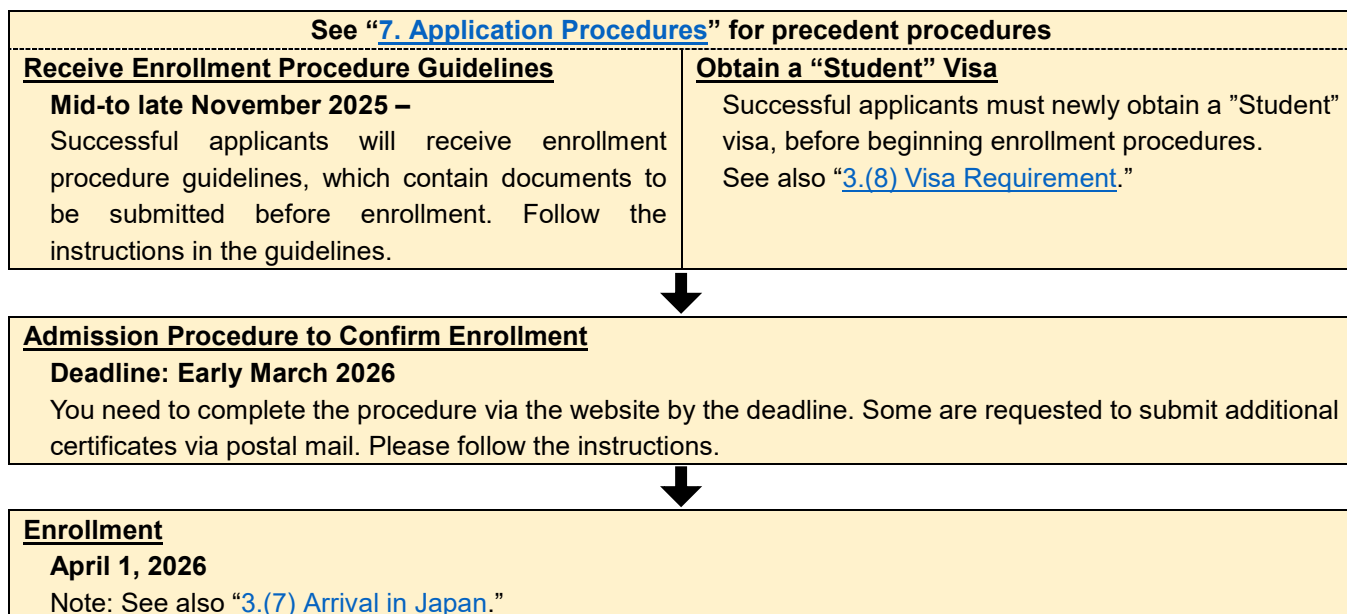 See “7. Application Procedures” for precedent procedures
Receive Enrollment Procedure Guidelines
Mid-to late November 2025 –
Successful applicants will receive enrollment
procedure guidelines, which contain documents to
be submitted before enrollment. Follow the
instructions in the guidelines.
Obtain a “Student” Visa
Successful applicants must newly obtain a ”Student”
visa, before beginning enrollment procedures.
See also “3.(8) Visa Requirement.”
Admission Procedure to Confirm Enrollment
Deadline: Early March 2026
You need to complete the procedure via the website by the deadline. Some are requested to submit additional
certificates via postal mail. Please follow the instructions.
Enrollment
April 1, 2026
Note: See also “3.(7) Arrival in Japan.”